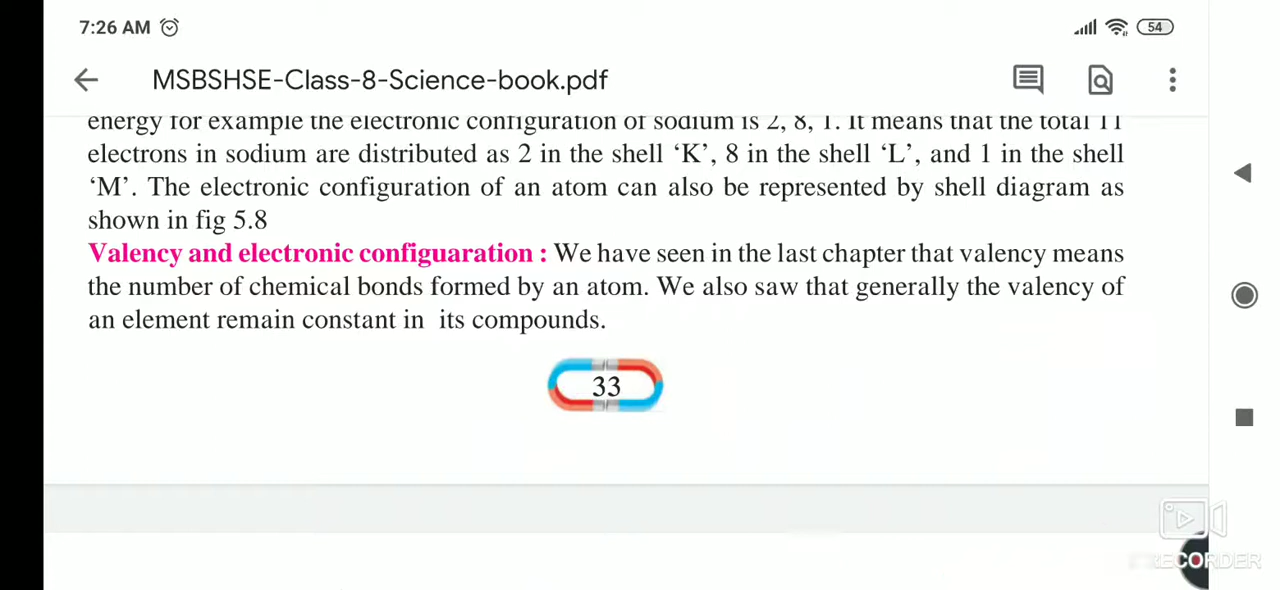 7:26 AM
54
MSBSHSE-Class-8-Science-book.pdf
energy for example the electronic configuration of sodium is 2, 8, 1. It means that the total 11
electrons in sodium are distributed as 2 in the shell ‘K’, 8 in the shell ‘L’, and 1 in the shell
‘M’. The electronic configuration of an atom can also be represented by shell diagram as
shown in fig 5.8
Valency and electronic configuaration : We have seen in the last chapter that valency means
the number of chemical bonds formed by an atom. We also saw that generally the valency of
an element remain constant in its compounds.
33
RECORDER